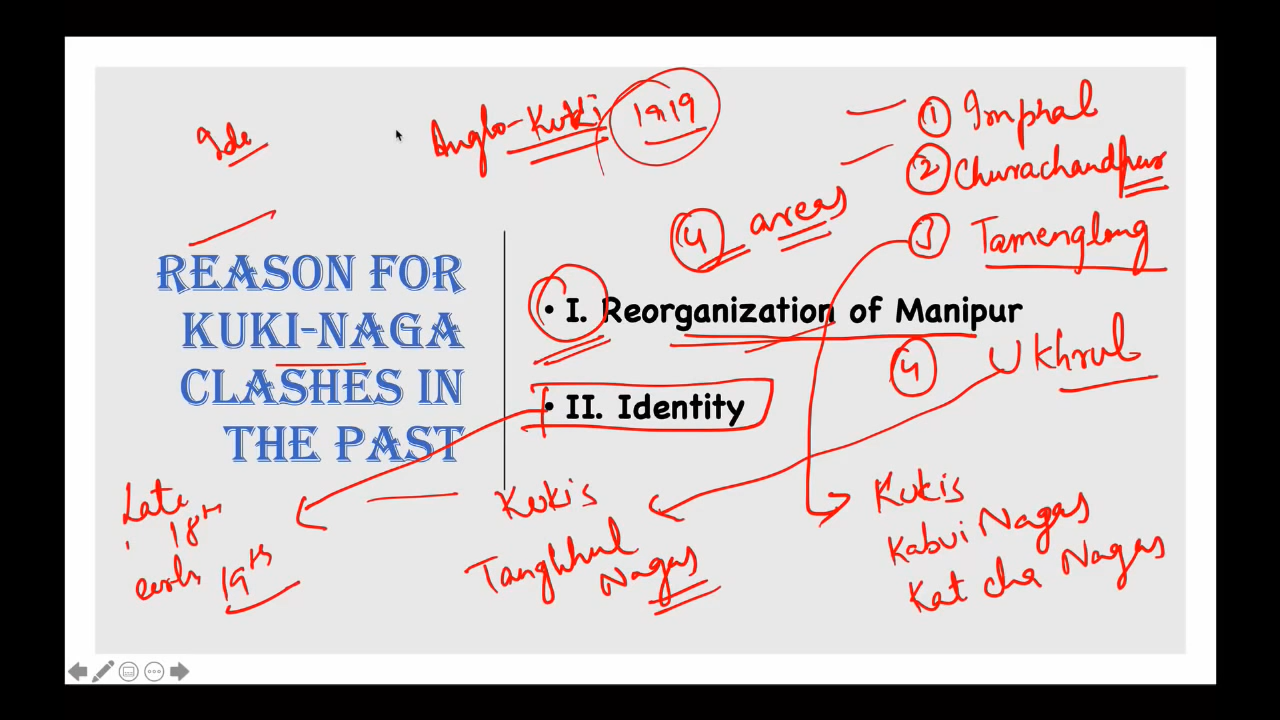 Ide
Anglo-Kuki 1919
① Imphal
② Churachandpur
③ Tamenglong
④ areas
REASON FOR
KUKI-NAGA
CLASHES IN
THE PAST
• I. Reorganization of Manipur
④ Ukhrul
• II. Identity
Late
18th
early 19th
Kukis
Tangkhul
Nagas
Kukis
Kabui Nagas
Katcha Nagas